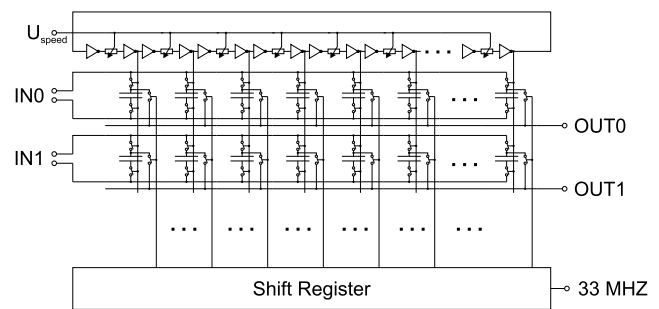 U speed
IN0
OUT0
IN1
OUT1
Shift Register
33 MHZ